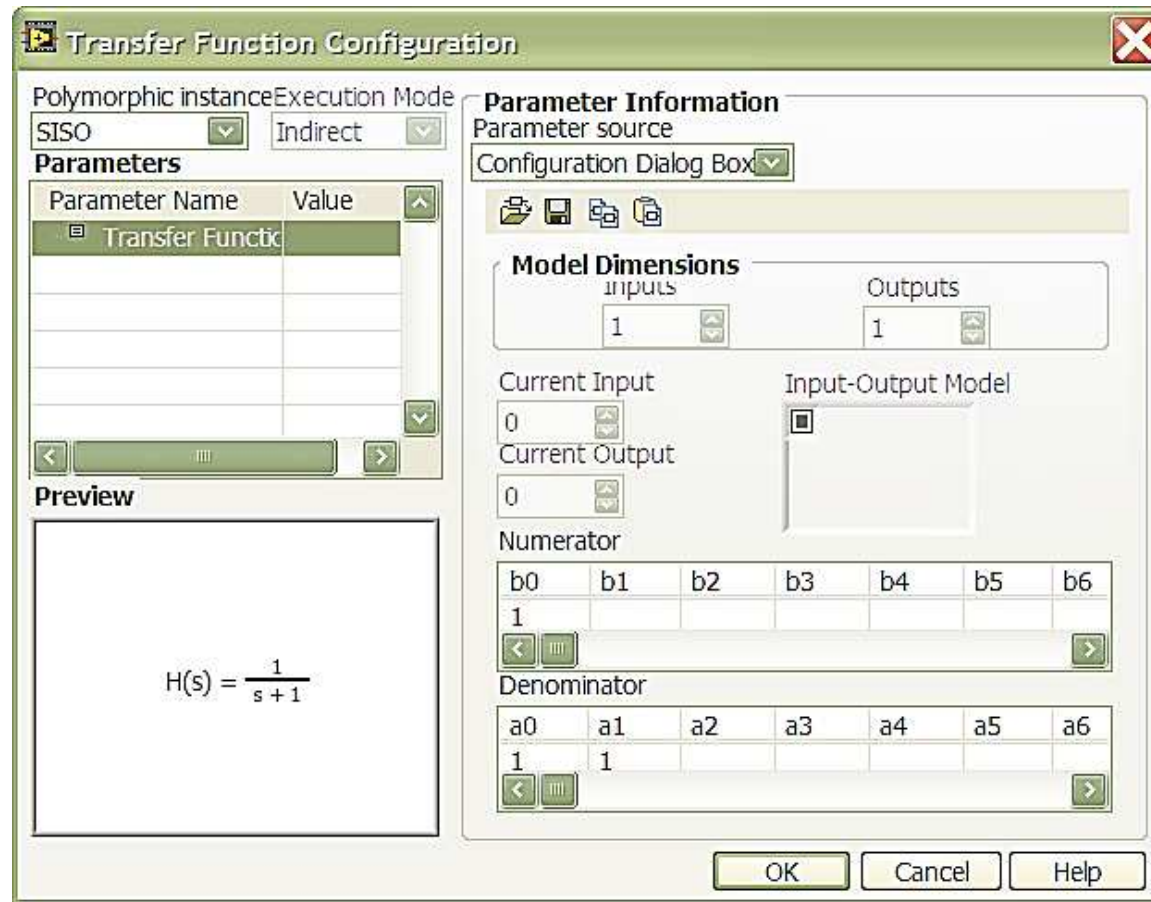 Transfer Function Configuration
Polymorphic instance Execution Mode
SISO Indirect
Parameters
Parameter Name Value
Transfer Functic
Preview
H(s) = 1
s + 1
Parameter Information
Parameter source
Configuration Dialog Box
Model Dimensions
Inputs Outputs
1 1
Current Input Input-Output Model
0
Current Output
0
Numerator
b0 b1 b2 b3 b4 b5 b6
1
Denominator
a0 a1 a2 a3 a4 a5 a6
1 1
OK Cancel Help